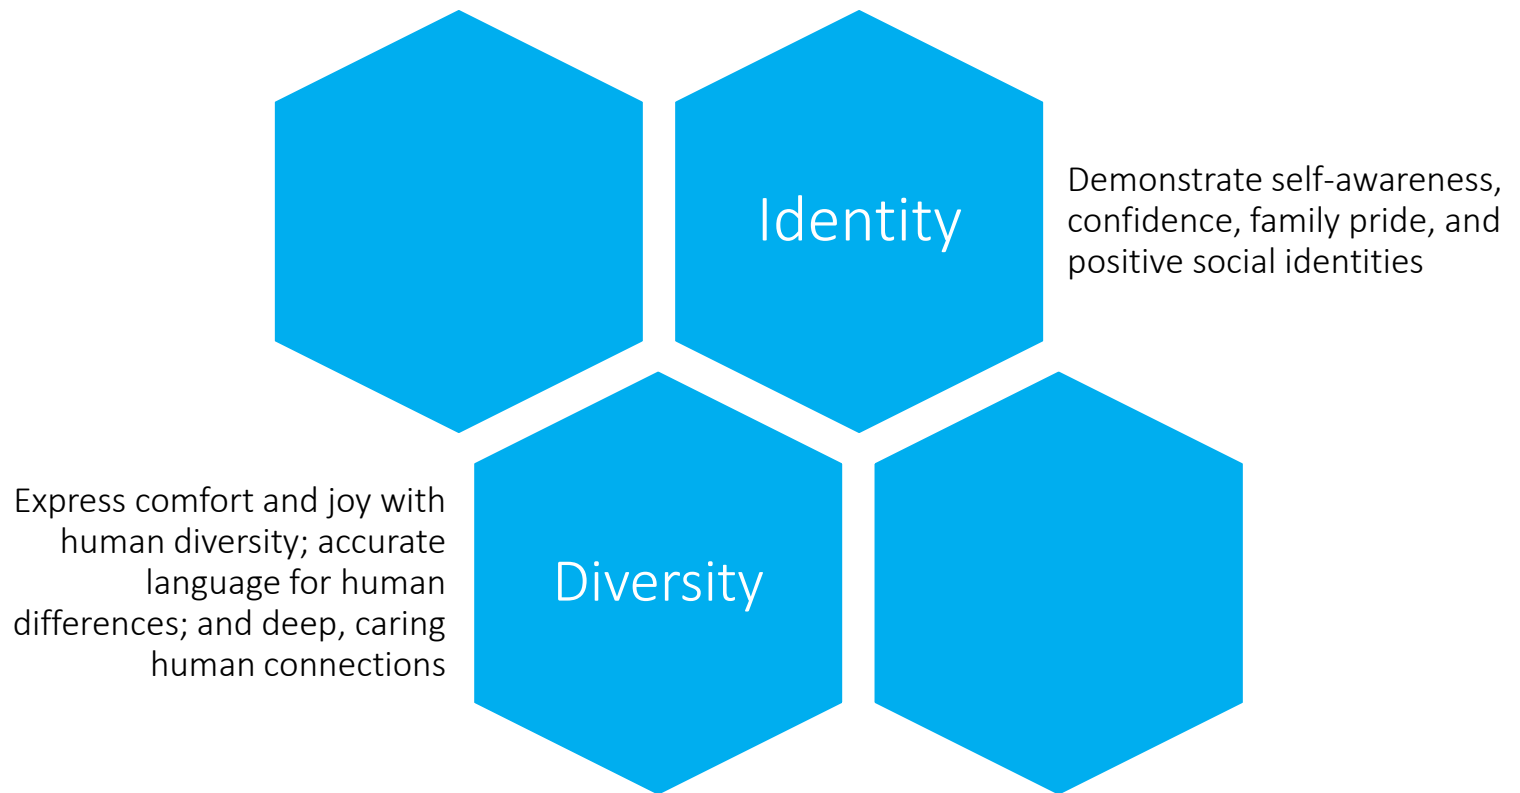 Identity
Demonstrate self-awareness,
confidence, family pride, and
positive social identities
Express comfort and joy with
human diversity; accurate
language for human
differences; and deep, caring
human connections
Diversity